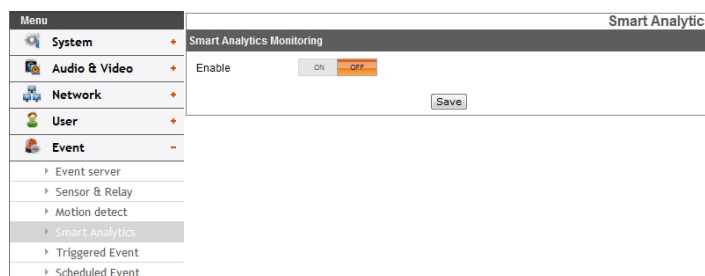 Menu
System +
Audio & Video +
Network +
User +
Event -
Event server
Sensor & Relay
Motion detect
Smart Analytics
Triggered Event
Scheduled Event
Smart Analytic
Smart Analytics Monitoring
Enable ON OFF
Save